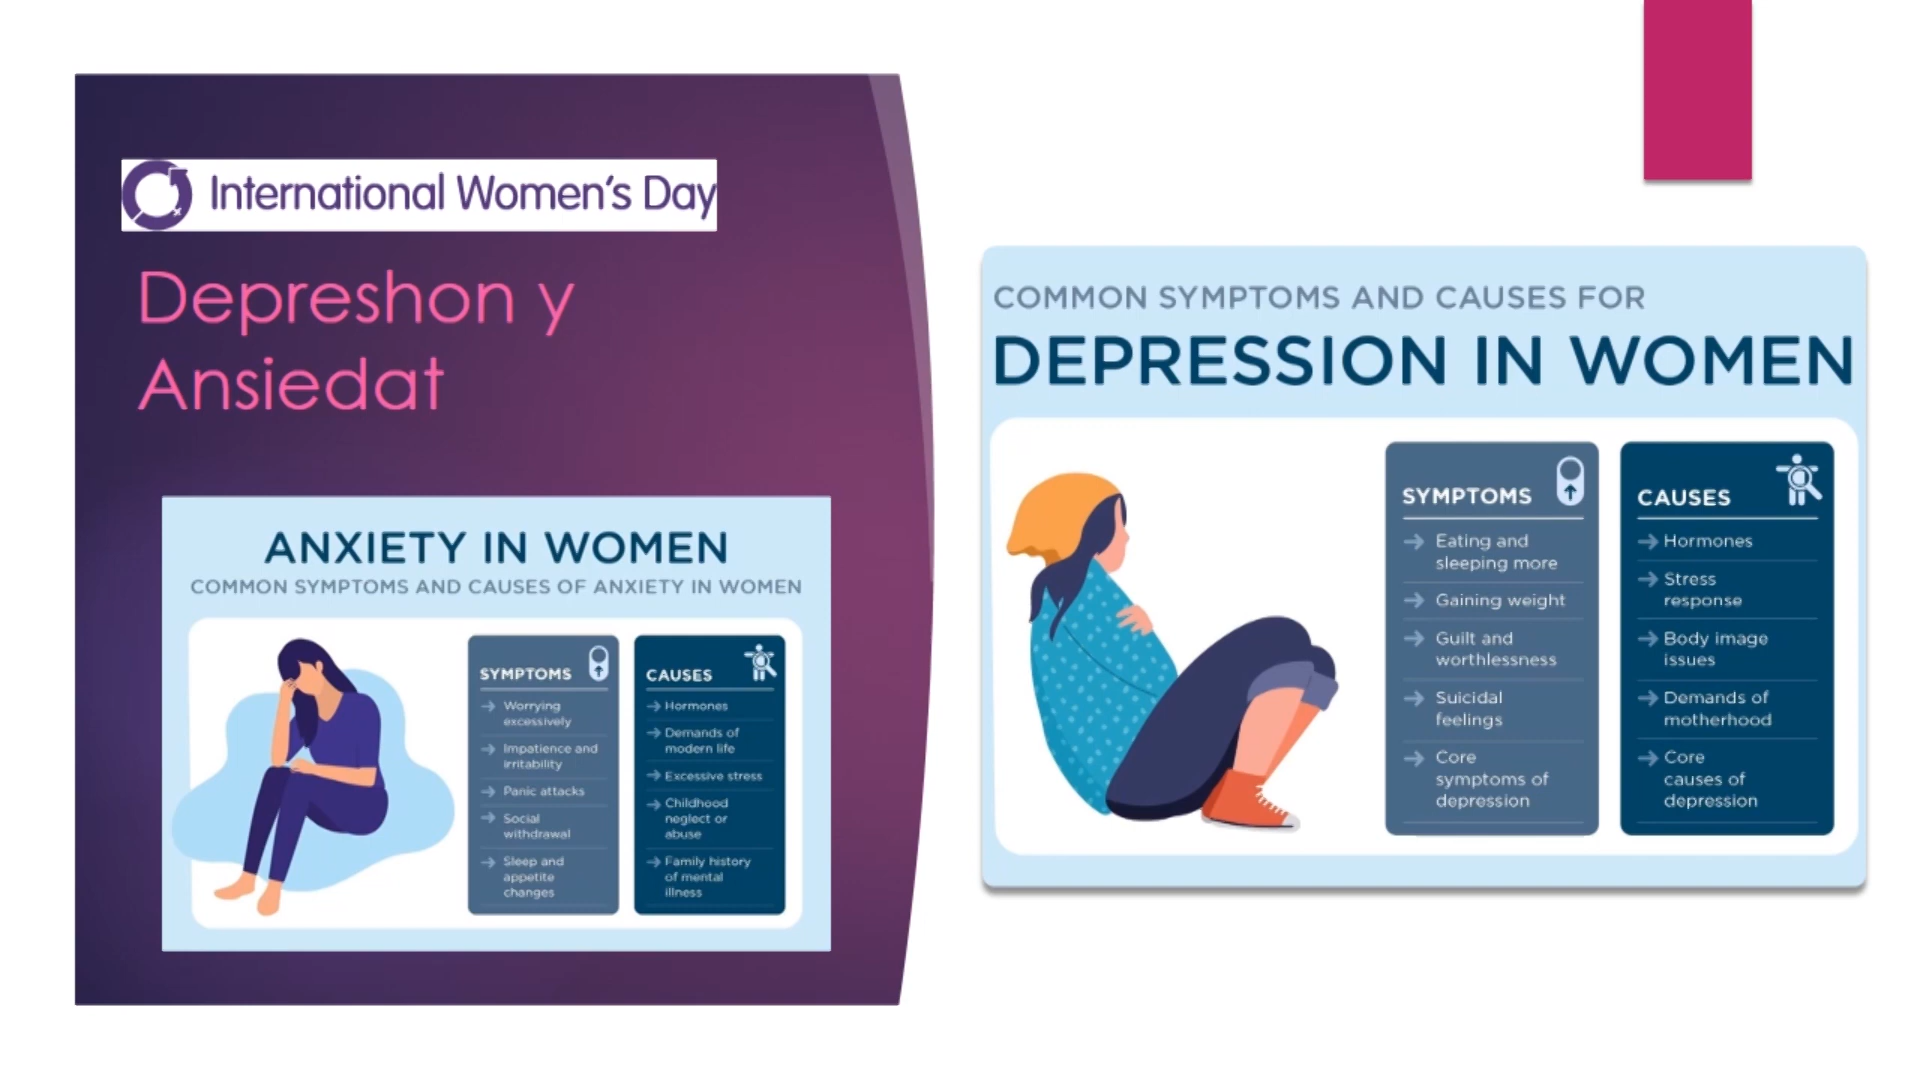 International Women's Day
Depreshon y
Ansiedat
ANXIETY IN WOMEN
COMMON SYMPTOMS AND CAUSES OF ANXIETY IN WOMEN
SYMPTOMS
Worrying
excessively
Impatience and
irritability
Panic attacks
Social
withdrawal
Sleep and
appetite
changes
CAUSES
Hormones
Demands of
modern life
Excessive stress
Childhood
neglect or
abuse
Family history
of mental
illness
COMMON SYMPTOMS AND CAUSES FOR
DEPRESSION IN WOMEN
SYMPTOMS
Eating and
sleeping more
Gaining weight
Guilt and
worthlessness
Suicidal
feelings
Core
symptoms of
depression
CAUSES
Hormones
Stress
response
Body image
issues
Demands of
motherhood
Core
causes of
depression